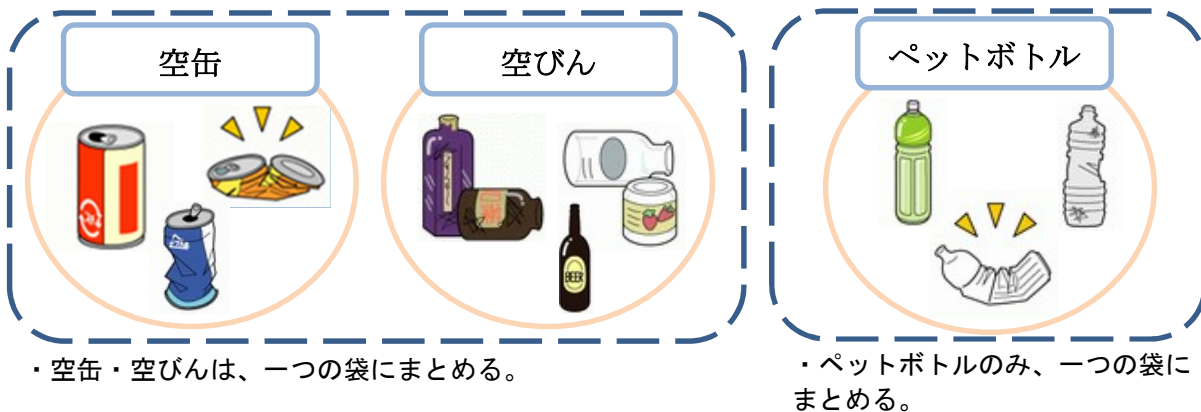 空缶
空びん
ペットボトル
BEER
・空缶・空びんは、一つの袋にまとめる。
・ペットボトルのみ、一つの袋に
まとめる。